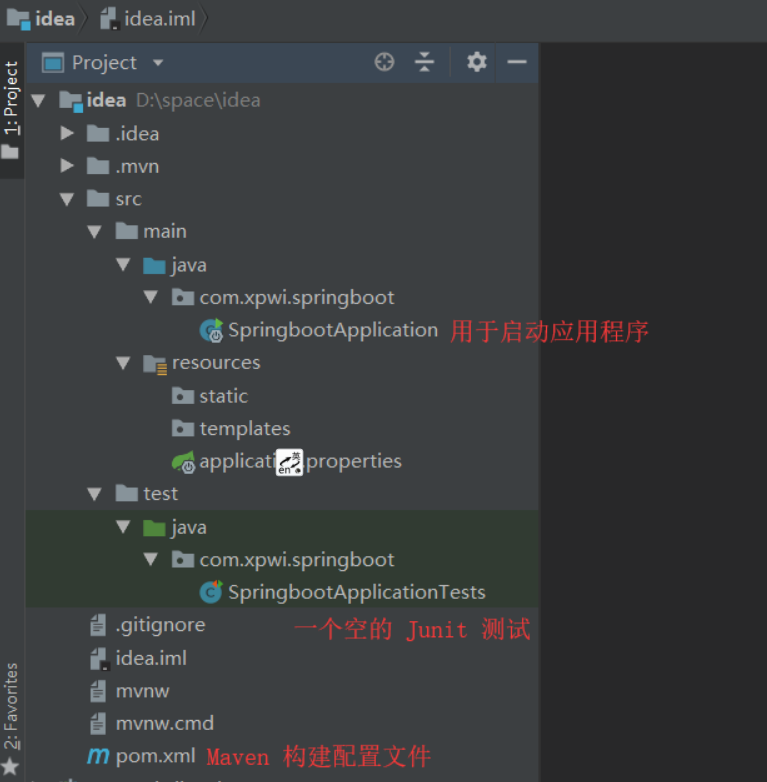 idea idea.iml
1: Project
Project
idea D:\space\idea
.idea
.mvn
src
main
java
com.xpwi.springboot
SpringbootApplication 用于启动应用程序
resources
static
templates
英
en
properties
test
java
com.xpwi.springboot
SpringbootApplicationTests
.gitignore 一个空的 Junit 测试
idea.iml
mvnw
mvnw.cmd
pom.xml Maven 构建配置文件
2: Favorites